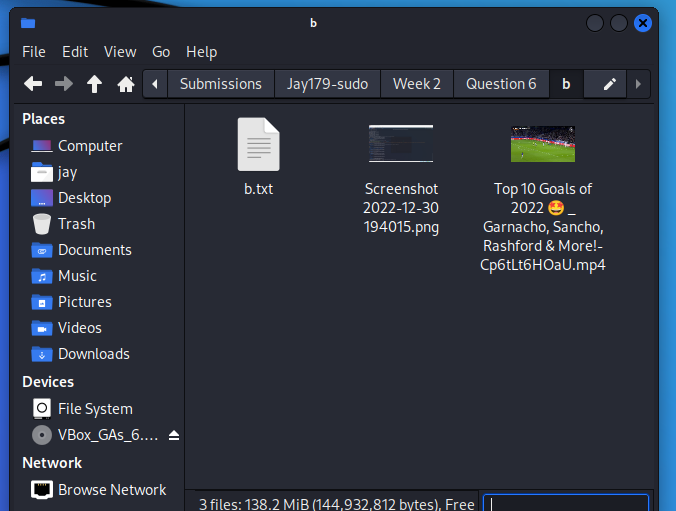 b
File Edit View Go Help
Submissions Jay179-sudo Week 2 Question 6 b
Places
Computer
jay
Desktop
Trash
Documents
Music
Pictures
Videos
Downloads
Devices
File System
VBox_GAs_6....
Network
Browse Network
b.txt
Screenshot
2022-12-30
194015.png
Top 10 Goals of
2022 🤩 _
Garnacho, Sancho,
Rashford & More!-
Cp6tLt6HOaU.mp4
3 files: 138.2 MiB (144,932,812 bytes), Free